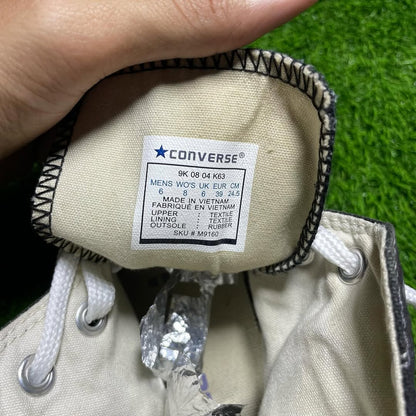 ★CONVERSE®
9K 08 04 K63
MENS WO'S UK EUR CM
6 8 6 39 24.5
MADE IN VIETNAM
FABRIQUÉ EN VIETNAM
UPPER : TEXTILE
LINING : TEXTILE
OUTSOLE : RUBBER
SKU # M9160